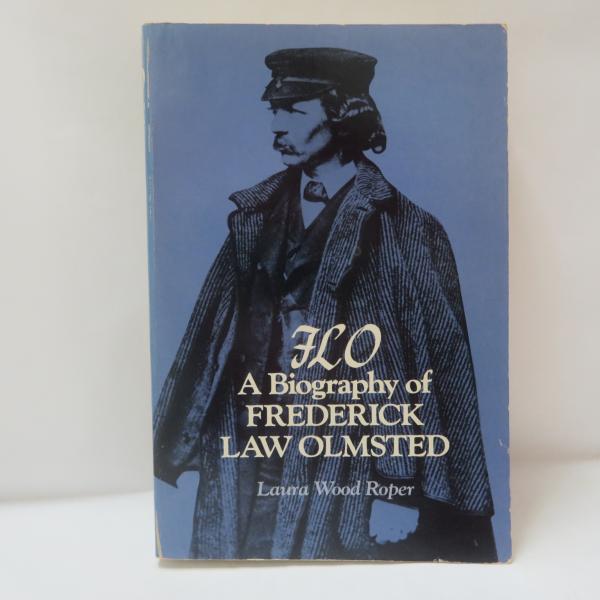 FLO
A Biography of
FREDERICK
LAW OLMSTED
Laura Wood Roper